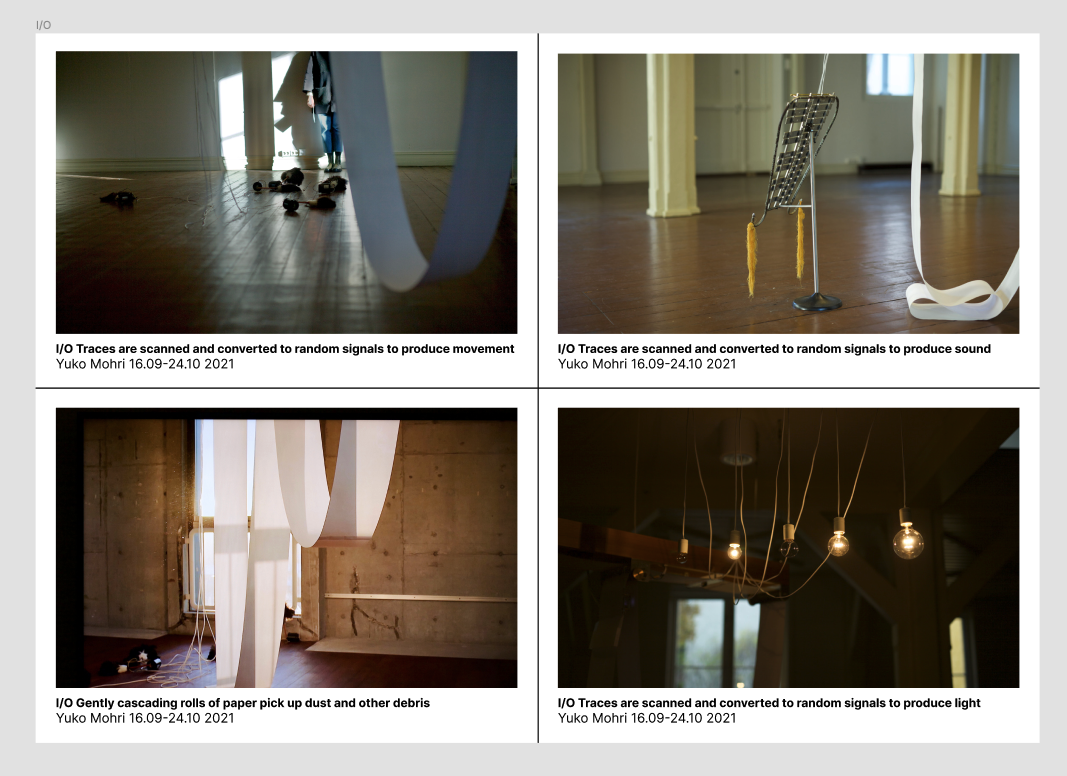 I/O
I/O Traces are scanned and converted to random signals to produce movement
Yuko Mohri 16.09-24.10 2021
I/O Traces are scanned and converted to random signals to produce sound
Yuko Mohri 16.09-24.10 2021
I/O Gently cascading rolls of paper pick up dust and other debris
Yuko Mohri 16.09-24.10 2021
I/O Traces are scanned and converted to random signals to produce light
Yuko Mohri 16.09-24.10 2021